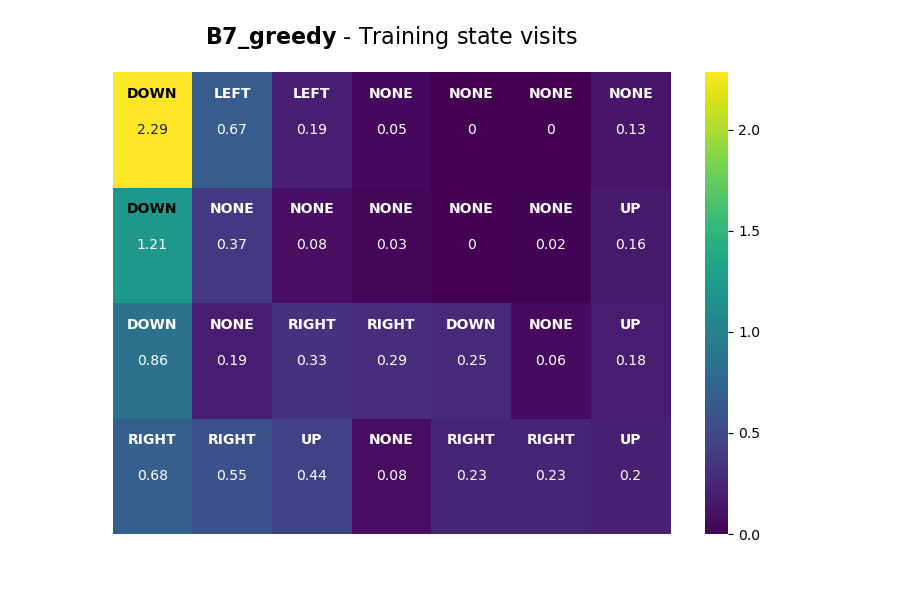 B7_greedy - Training state visits
DOWN LEFT LEFT NONE NONE NONE NONE
2.29 0.67 0.19 0.05 0 0 0.13
DOWN NONE NONE NONE NONE NONE UP
1.21 0.37 0.08 0.03 0 0.02 0.16
DOWN NONE RIGHT RIGHT DOWN NONE UP
0.86 0.19 0.33 0.29 0.25 0.06 0.18
RIGHT RIGHT UP NONE RIGHT RIGHT UP
0.68 0.55 0.44 0.08 0.23 0.23 0.2
2.0
1.5
1.0
0.5
0.0